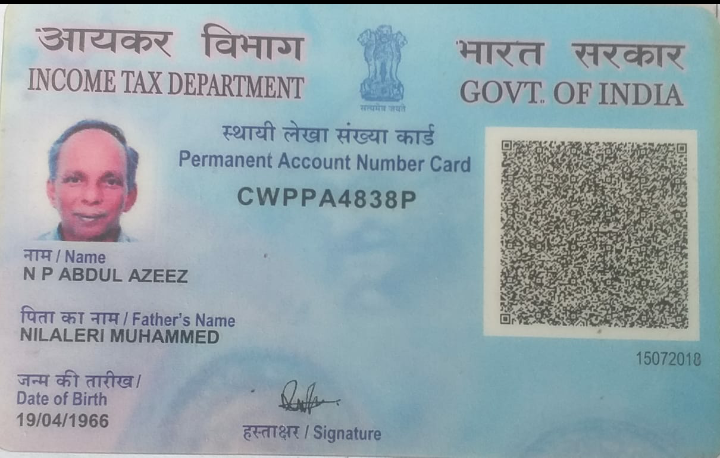 आयकर विभाग
INCOME TAX DEPARTMENT
सत्यमेव जयते
भारत सरकार
GOVT. OF INDIA
स्थायी लेखा संख्या कार्ड
Permanent Account Number Card
CWPPA4838P
नाम / Name
N P ABDUL AZEEZ
पिता का नाम / Father's Name
NILALERI MUHAMMED
जन्म की तारीख /
Date of Birth
19/04/1966
हस्ताक्षर / Signature
15072018